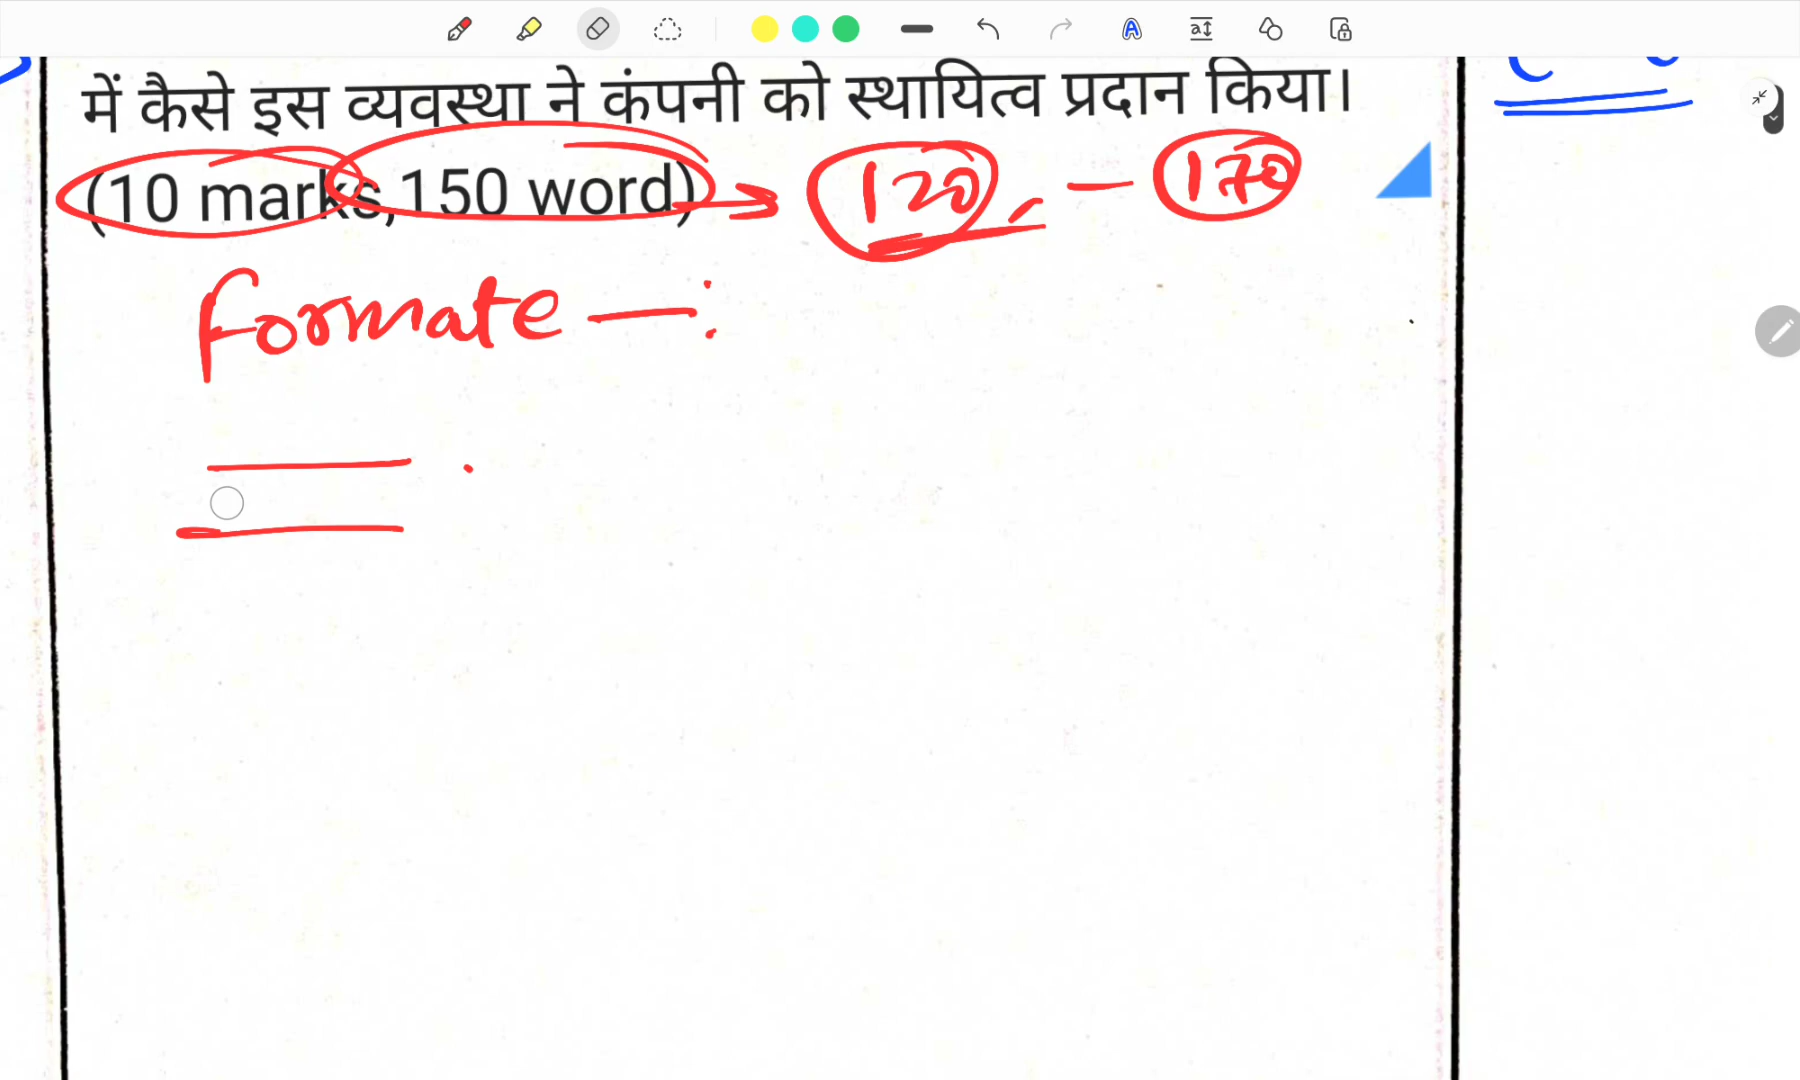 में कैसे इस व्यवस्था ने कंपनी को स्थायित्व प्रदान किया।
(10 marks,150 word) → 120 — 170
formate —: